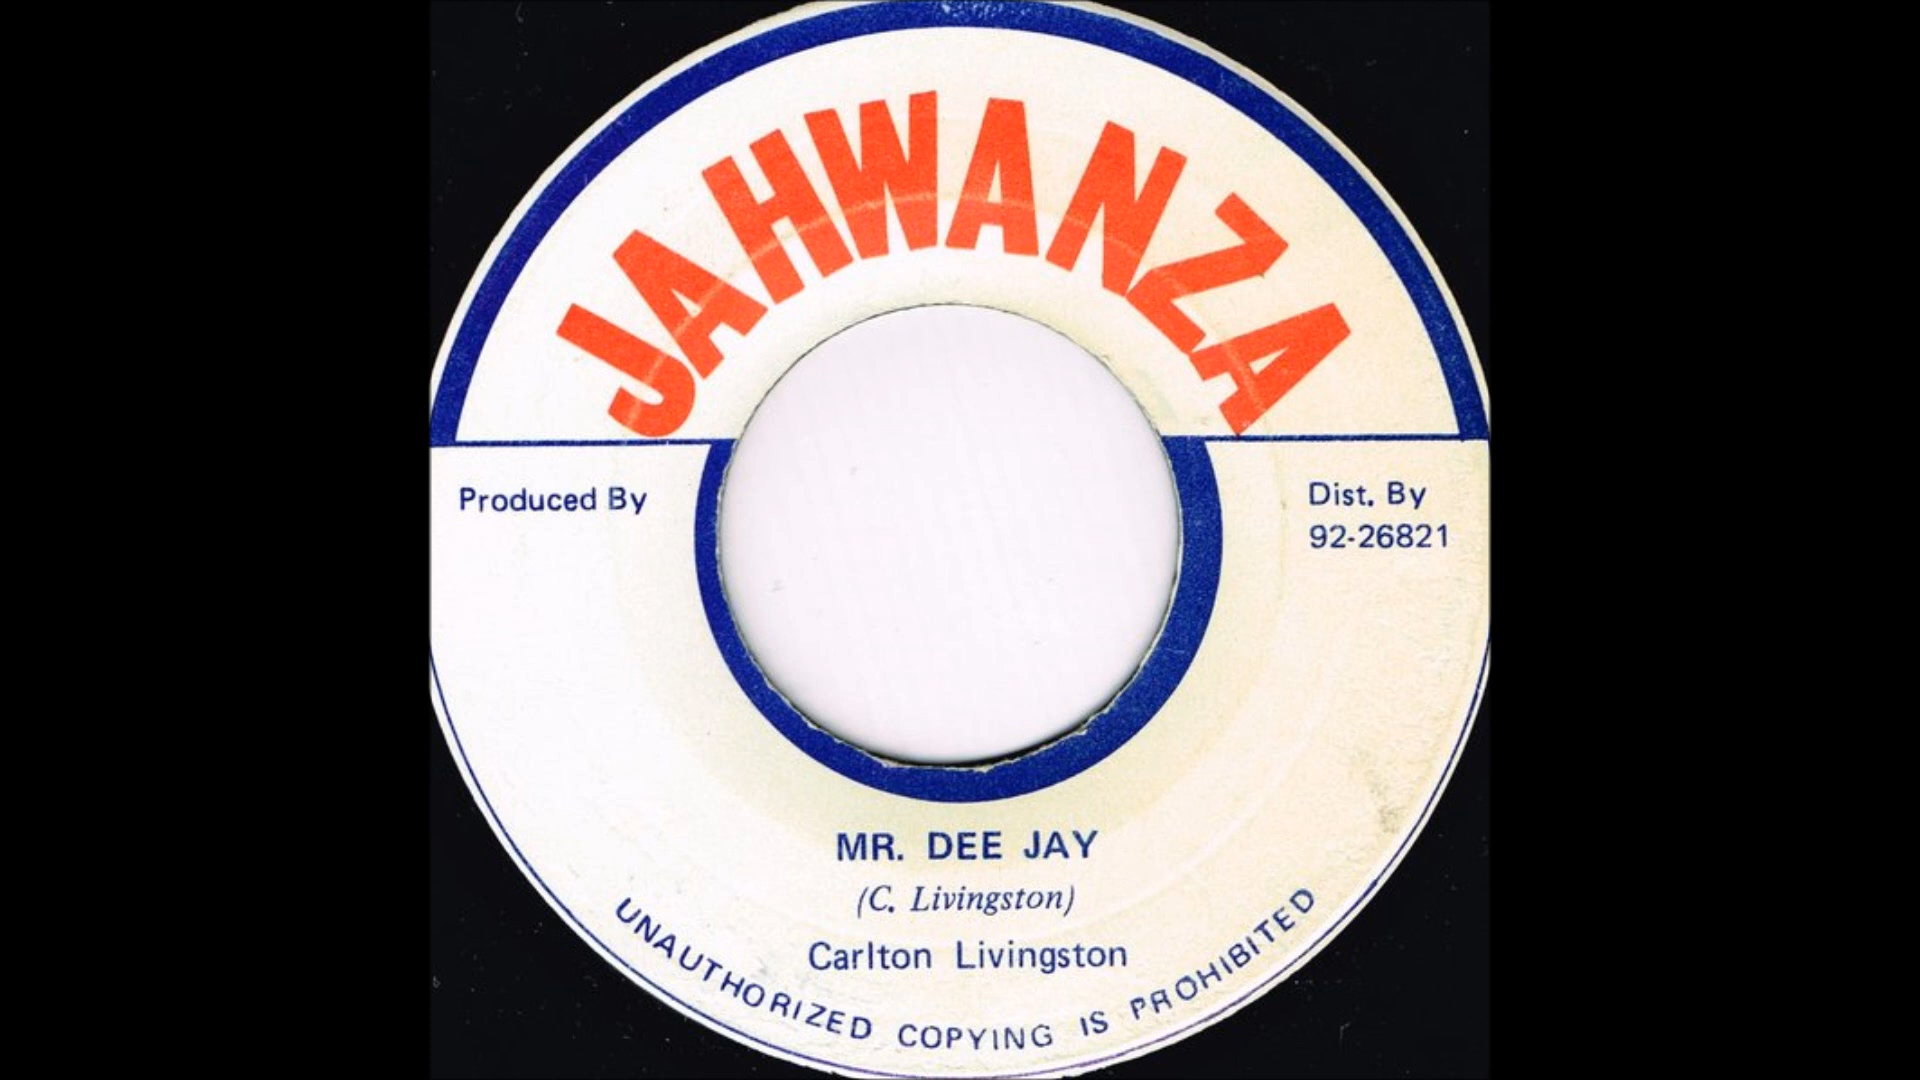 JAHWANZA
Produced By
Dist. By
92-26821
MR. DEE JAY
(C. Livingston)
Carlton Livingston
UNAUTHORIZED COPYING IS PROHIBITED